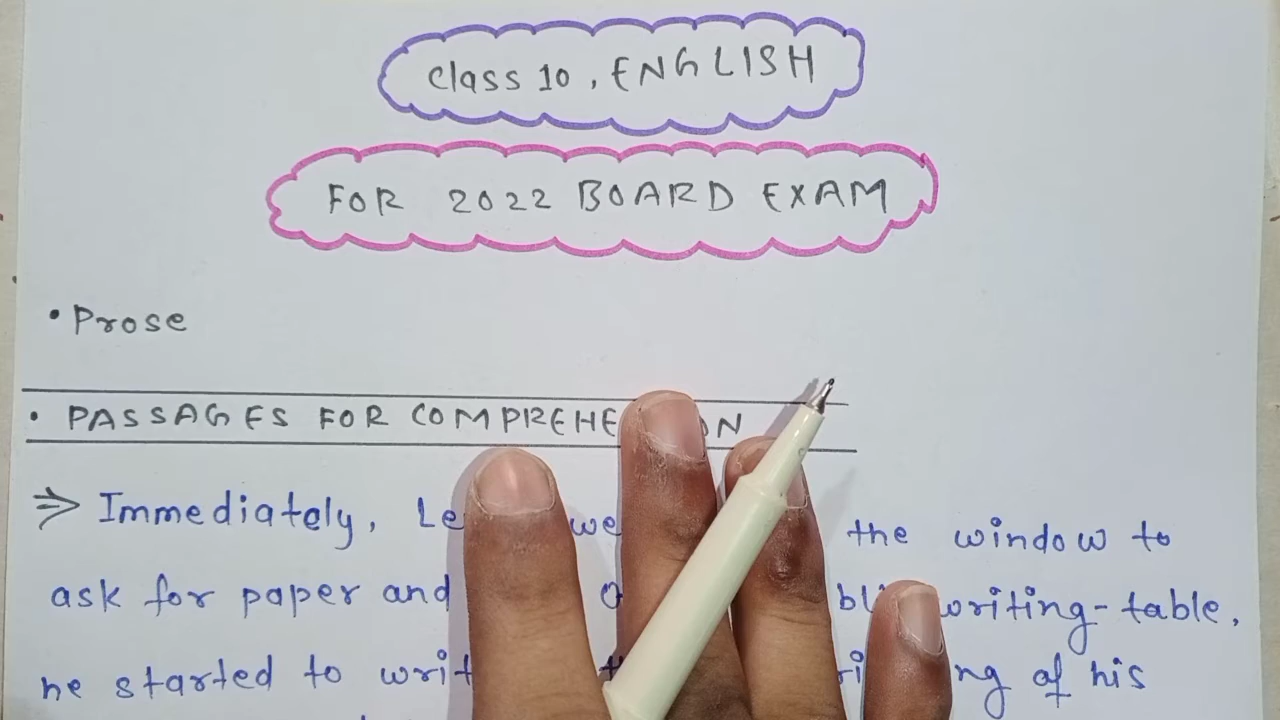 Class 10, ENGLISH
FOR 2022 BOARD EXAM
• Prose
• PASSAGES FOR
⇒ Immediately, the window to
ask for paper and writing-table,
he started to of his